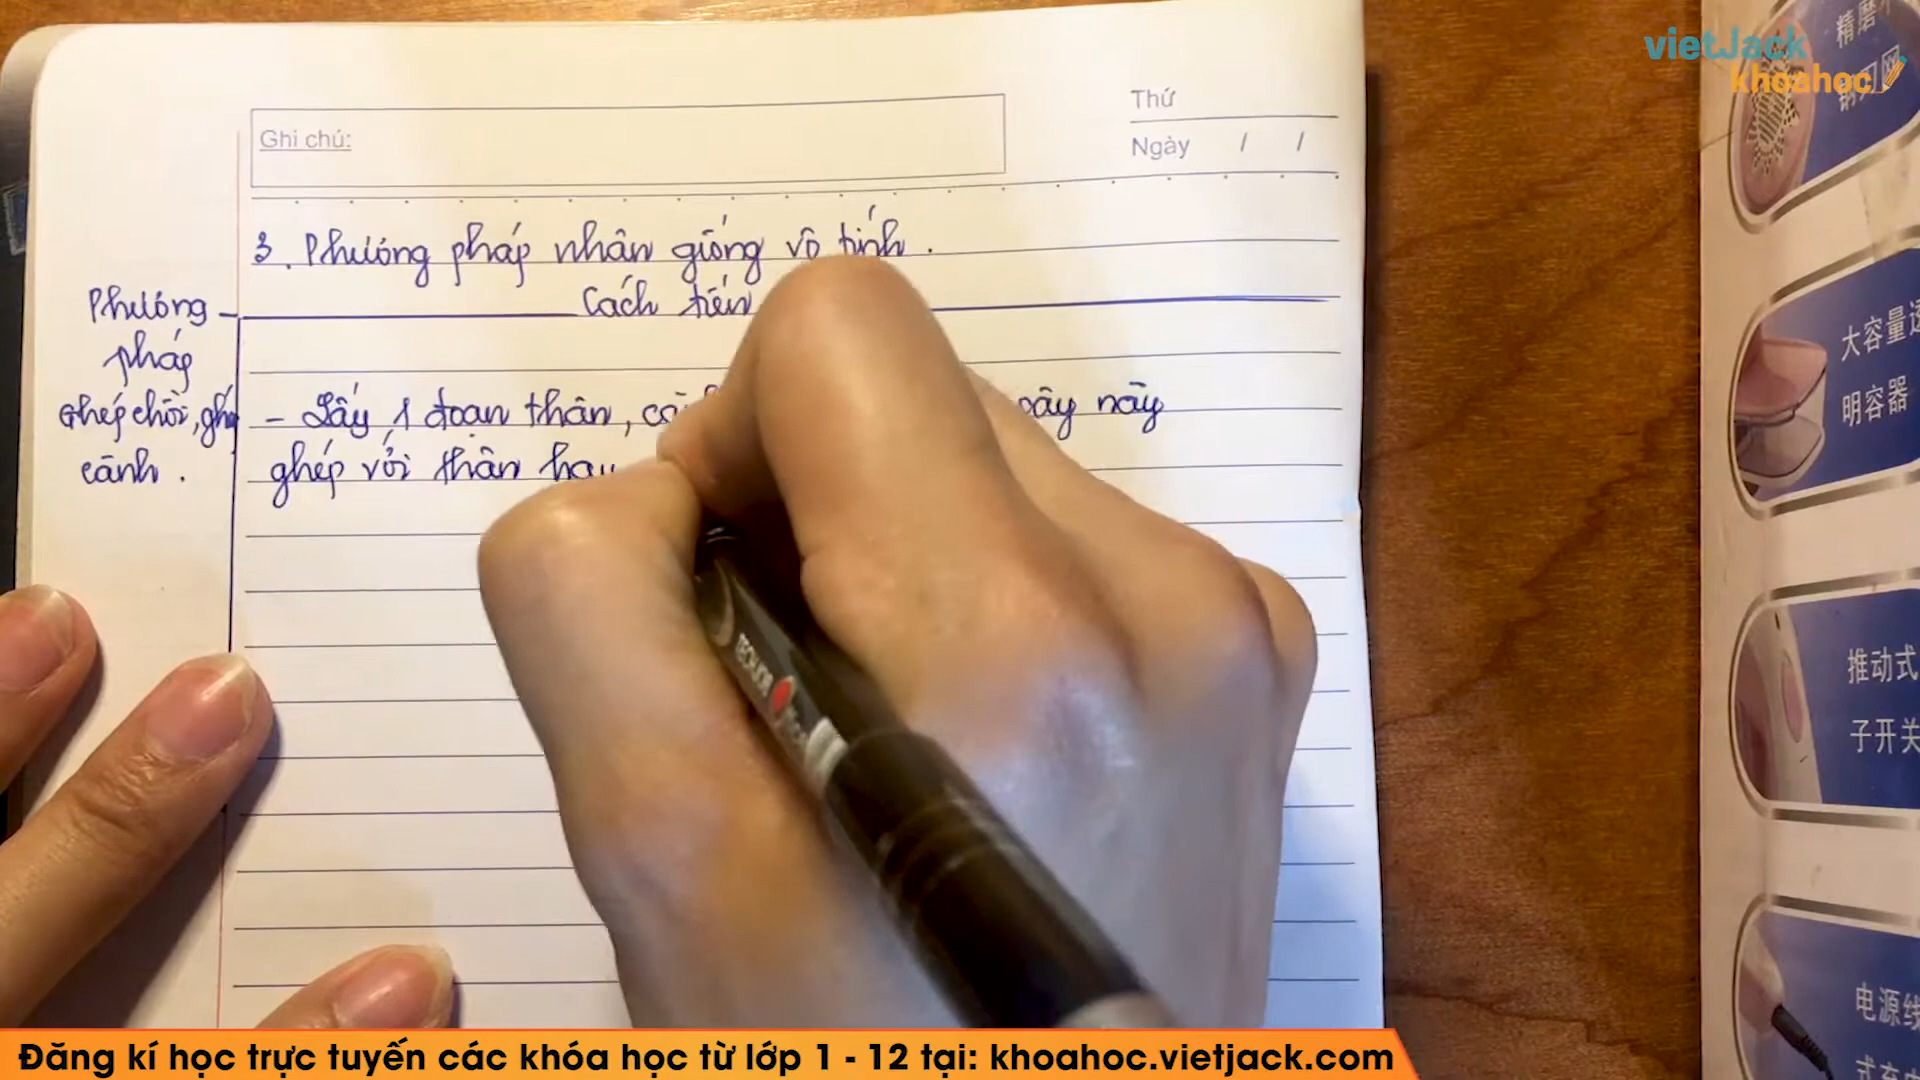 vietJack
khoahoc
Ghi chú:
Thứ
Ngày / /
3. Phương pháp nhân giống vô tính.
Phương
pháp
Ghép chồi, ghép
cành.
Cách tiến
- Lấy 1 đoạn thân, cây này
ghép với thân hay
大容量透
明容器
推动式
子开关
电源线
Đăng kí học trực tuyến các khóa học từ lớp 1 - 12 tại: khoahoc.vietjack.com